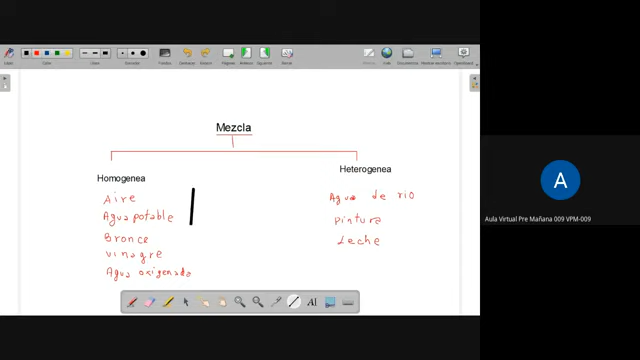 Mezcla
Homogenea
Heterogenea
Aire
Agua potable
Bronce
vinagre
Agua oxigenada
Agua de rio
Pintura
Leche
A
Aula Virtual Pre Mañana 009 VPM-009